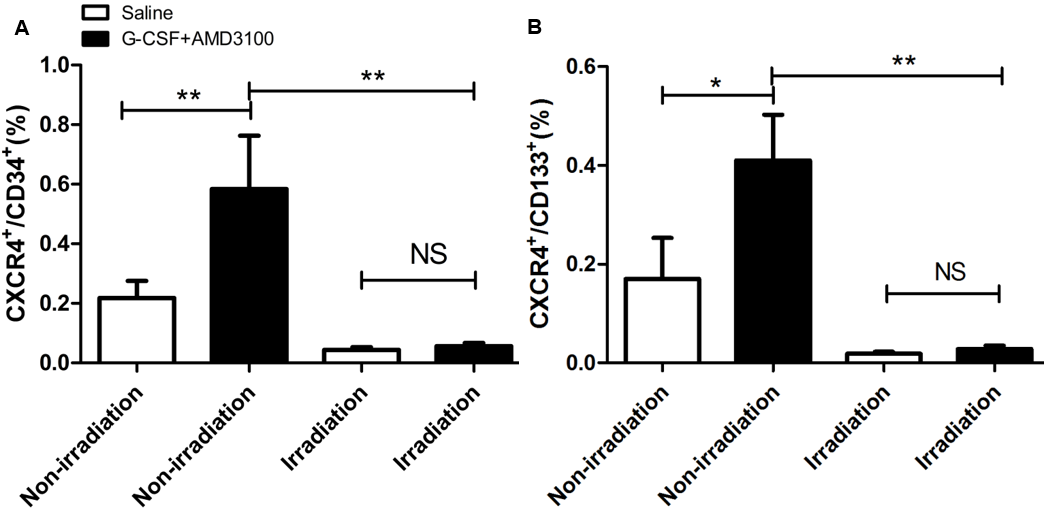 A
Saline
G-CSF+AMD3100
CXCR4+/CD34+(%)
1.0
0.8
0.6
0.4
0.2
0.0
**
**
NS
Non-irradiation
Non-irradiation
Irradiation
Irradiation
B
CXCR4+/CD133+(%)
0.6
0.4
0.2
0.0
*
**
NS
Non-irradiation
Non-irradiation
Irradiation
Irradiation